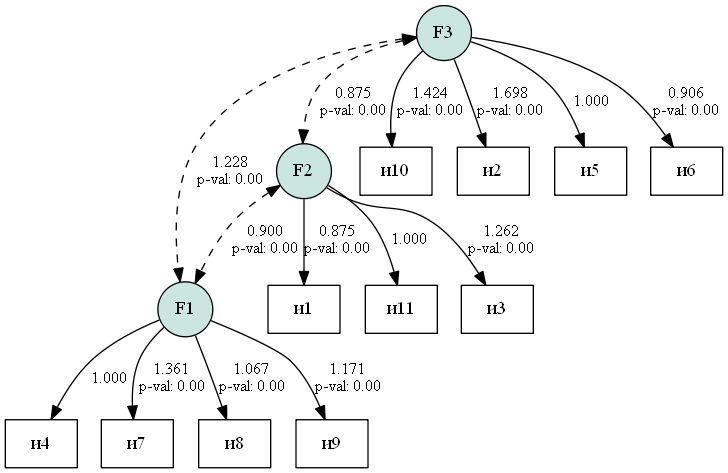 F3
0.875
p-val: 0.00
1.424
p-val: 0.00
1.698
p-val: 0.00
1.000
0.906
p-val: 0.00
1.228
p-val: 0.00
F2
и10
и2
и5
и6
0.900
p-val: 0.00
0.875
p-val: 0.00
1.000
1.262
p-val: 0.00
F1
и1
и11
и3
1.000
1.361
p-val: 0.00
1.067
p-val: 0.00
1.171
p-val: 0.00
и4
и7
и8
и9